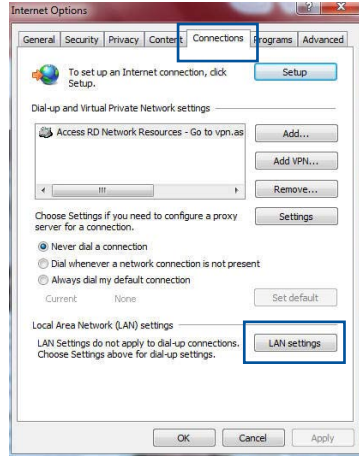 Internet Options
General Security Privacy Content Connections Programs Advanced
To set up an Internet connection, click
Setup.
Setup
Dial-up and Virtual Private Network settings
Access RD Network Resources - Go to vpn.as
Add...
Add VPN...
Remove...
Choose Settings if you need to configure a proxy
server for a connection.
Settings
Never dial a connection
Dial whenever a network connection is not present
Always dial my default connection
Current None
Set default
Local Area Network (LAN) settings
LAN Settings do not apply to dial-up connections.
Choose Settings above for dial-up settings.
LAN settings
OK Cancel Apply